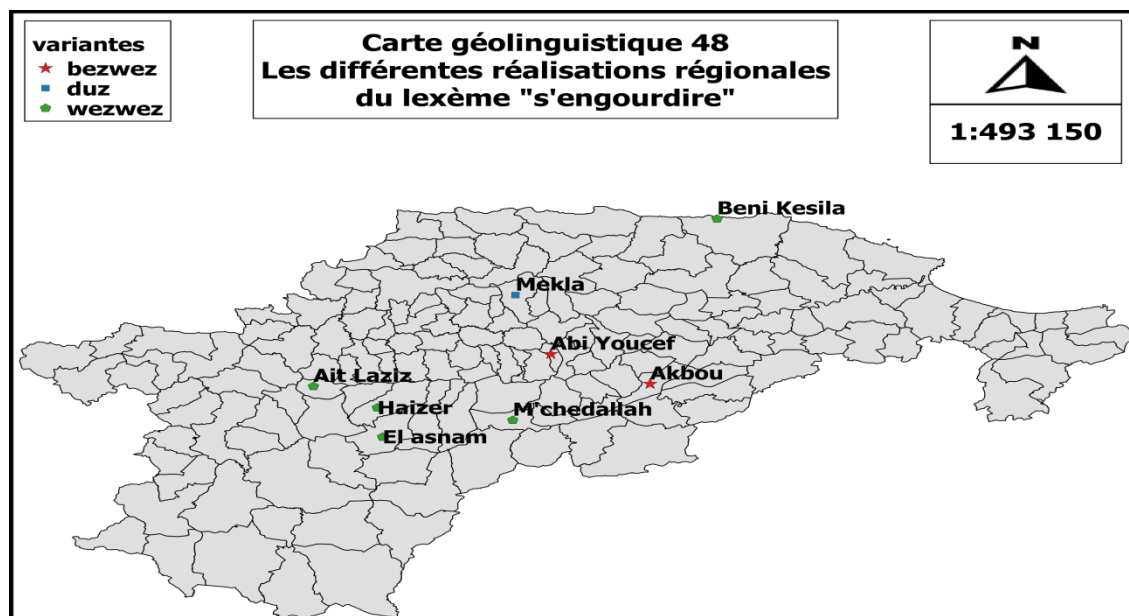 variantes
bezwez
duz
wezwez
Carte géolinguistique 48
Les différentes réalisations régionales
du lexème "s'engourdire"
N
1:493 150
Beni Kesila
Mekla
Abi Youcef
Akbou
Ait Laziz
Haizer
M'chedallah
El asnam